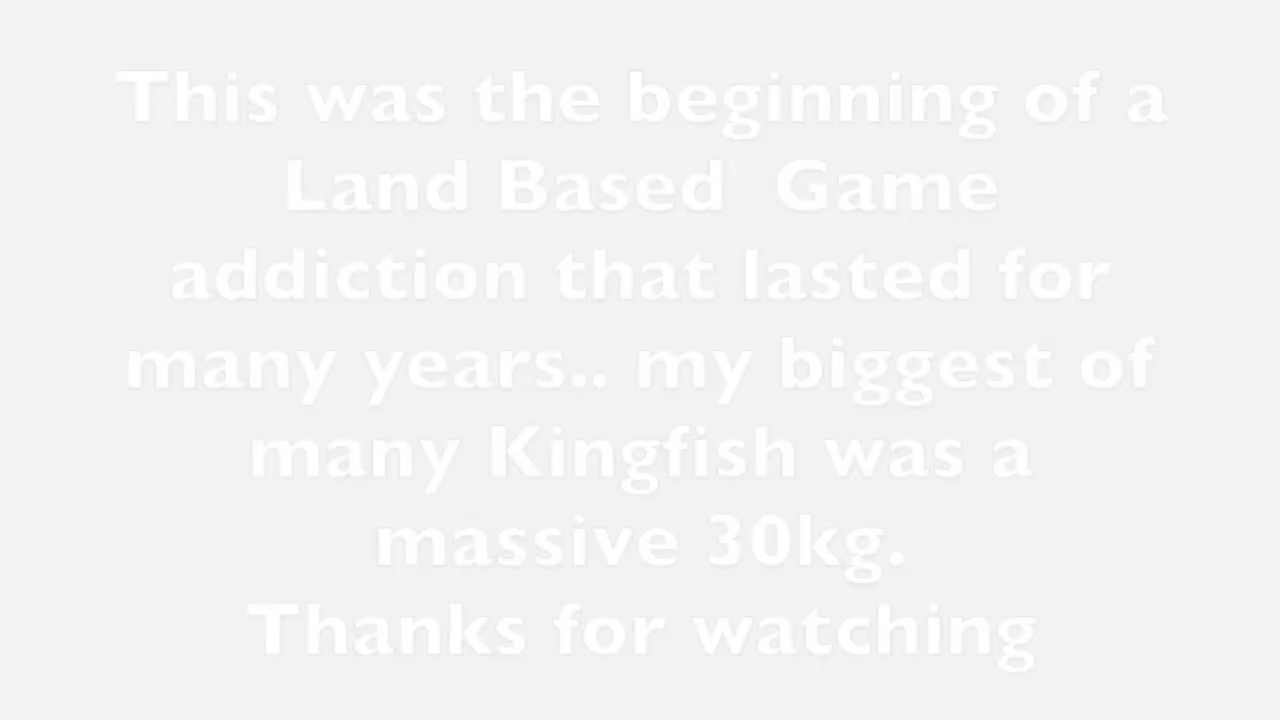 This was the beginning of a
Land Based  Game
addiction that lasted for
many years.. my biggest of
many Kingfish was a
massive 30kg.
Thanks for watching